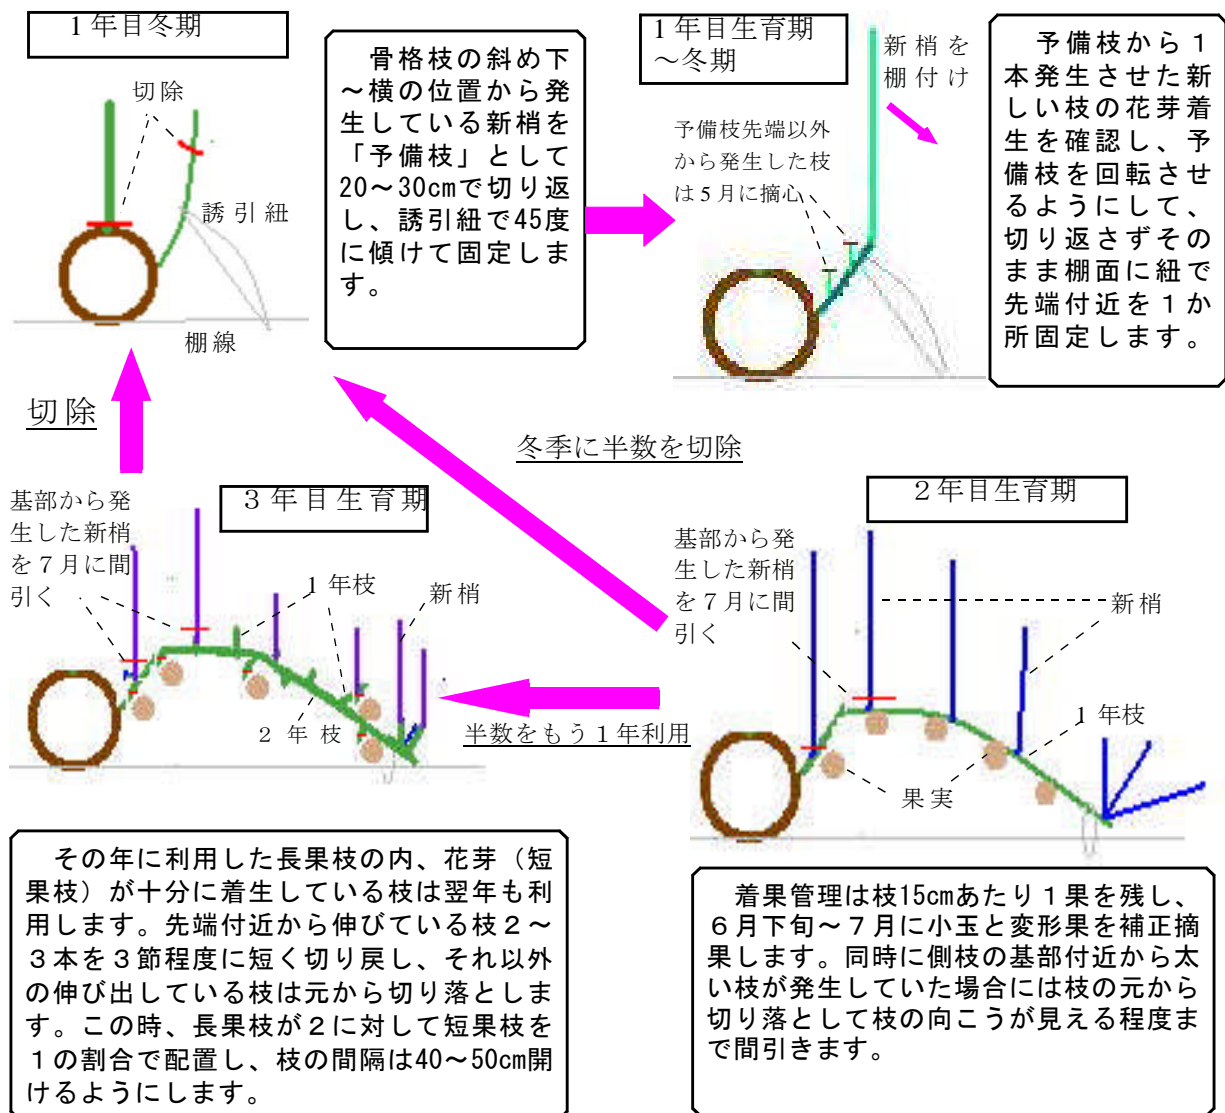 １年目冬期
切除
誘引紐
棚線
骨格枝の斜め下
～横の位置から発
生している新梢を
「予備枝」として
20～30cmで切り返
し、誘引紐で45度
に傾けて固定しま
す。
１年目生育期
～冬期
新梢を
棚付け
予備枝先端以外
から発生した枝
は５月に摘心
予備枝から１
本発生させた新
しい枝の花芽着
生を確認し、予
備枝を回転させ
るようにして、
切り返さずその
まま棚面に紐で
先端付近を１か
所固定します。
切除
冬季に半数を切除
３年目生育期
基部から発
生した新梢
を７月に間
引く
１年枝
新梢
２年枝
半数をもう１年利用
２年目生育期
基部から発
生した新梢
を７月に間
引く
新梢
１年枝
果実
その年に利用した長果枝の内、花芽（短
果枝）が十分に着生している枝は翌年も利
用します。先端付近から伸びている枝２～
３本を３節程度に短く切り戻し、それ以外
の伸び出している枝は元から切り落としま
す。この時、長果枝が２に対して短果枝を
１の割合で配置し、枝の間隔は40～50cm開
けるようにします。
着果管理は枝15cmあたり１果を残し、
６月下旬～７月に小玉と変形果を補正摘
果します。同時に側枝の基部付近から太
い枝が発生していた場合には枝の元から
切り落として枝の向こうが見える程度ま
で間引きます。